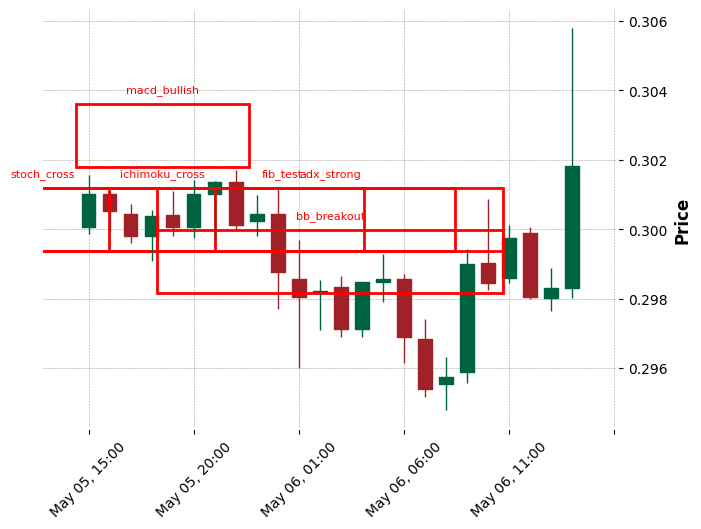 macd_bullish
stoch_cross
ichimoku_cross
fib_test
adx_strong
bb_breakout
0.306
0.304
0.302
0.300
0.298
0.296
Price
May 05, 15:00
May 05, 20:00
May 06, 01:00
May 06, 06:00
May 06, 11:00